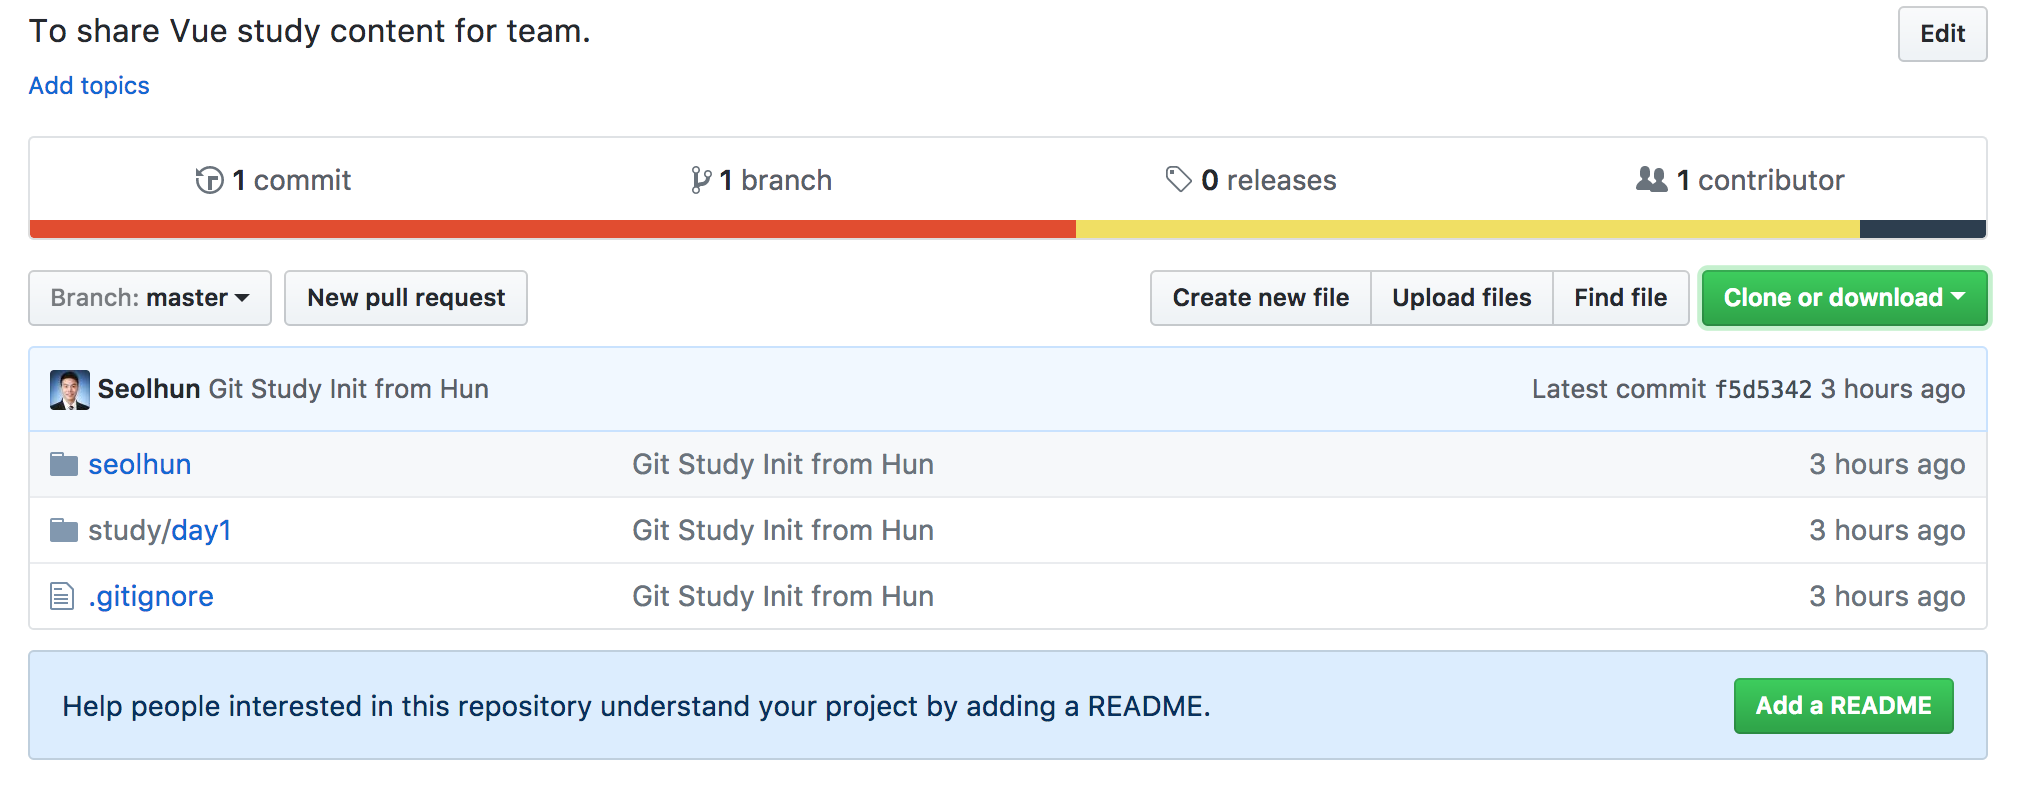 To share Vue study content for team.
Edit
Add topics
1 commit
1 branch
0 releases
1 contributor
Branch: master
New pull request
Create new file
Upload files
Find file
Clone or download
Seolhun Git Study Init from Hun
Latest commit f5d5342 3 hours ago
seolhun
Git Study Init from Hun
3 hours ago
study/day1
Git Study Init from Hun
3 hours ago
.gitignore
Git Study Init from Hun
3 hours ago
Help people interested in this repository understand your project by adding a README.
Add a README